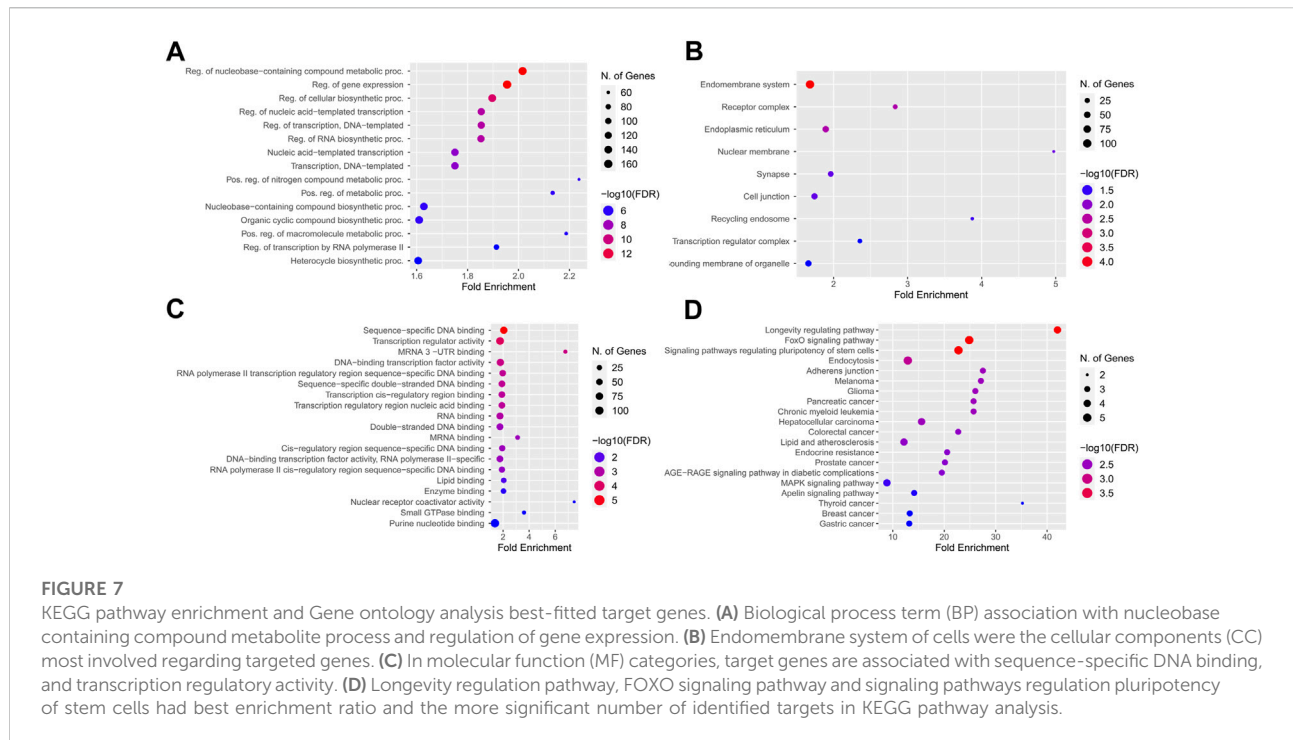 A
Reg. of nucleobase-containing compound metabolic proc.
Reg. of gene expression
Reg. of cellular biosynthetic proc.
Reg. of nucleic acid-templated transcription
Reg. of transcription, DNA-templated
Reg. of RNA biosynthetic proc.
Nucleic acid-templated transcription
Transcription, DNA-templated
Pos. reg. of nitrogen compound metabolic proc.
Pos. reg. of metabolic proc.
Nucleobase-containing compound biosynthetic proc.
Organic cyclic compound biosynthetic proc.
Pos. reg. of macromolecule metabolic proc.
Reg. of transcription by RNA polymerase II
Heterocycle biosynthetic proc.
1.6 1.8 2.0 2.2
Fold Enrichment
N. of Genes
60
80
100
120
140
160
-log10(FDR)
6
8
10
12
B
Endomembrane system
Receptor complex
Endoplasmic reticulum
Nuclear membrane
Synapse
Cell junction
Recycling endosome
Transcription regulator complex
ounding membrane of organelle
2 3 4 5
Fold Enrichment
N. of Genes
25
50
75
100
-log10(FDR)
1.5
2.0
2.5
3.0
3.5
4.0
C
Sequence-specific DNA binding
Transcription regulator activity
MRNA 3 -UTR binding
DNA-binding transcription factor activity
RNA polymerase II transcription regulatory region sequence-specific DNA binding
Sequence-specific double-stranded DNA binding
Transcription cis-regulatory region binding
Transcription regulatory region nucleic acid binding
RNA binding
Double-stranded DNA binding
MRNA binding
Cis-regulatory region sequence-specific DNA binding
DNA-binding transcription factor activity, RNA polymerase II-specific
RNA polymerase II cis-regulatory region sequence-specific DNA binding
Lipid binding
Enzyme binding
Nuclear receptor coactivator activity
Small GTPase binding
Purine nucleotide binding
2 4 6
Fold Enrichment
N. of Genes
25
50
75
100
-log10(FDR)
2
3
4
5
D
Longevity regulating pathway
FoxO signaling pathway
Signaling pathways regulating pluripotency of stem cells
Endocytosis
Adherens junction
Melanoma
Glioma
Pancreatic cancer
Chronic myeloid leukemia
Hepatocellular carcinoma
Colorectal cancer
Lipid and atherosclerosis
Endocrine resistance
Prostate cancer
AGE-RAGE signaling pathway in diabetic complications
MAPK signaling pathway
Apelin signaling pathway
Thyroid cancer
Breast cancer
Gastric cancer
10 20 30 40
Fold Enrichment
N. of Genes
2
3
4
5
-log10(FDR)
2.5
3.0
3.5
FIGURE 7
KEGG pathway enrichment and Gene ontology analysis best-fitted target genes. (A) Biological process term (BP) association with nucleobase
containing compound metabolite process and regulation of gene expression. (B) Endomembrane system of cells were the cellular components (CC)
most involved regarding targeted genes. (C) In molecular function (MF) categories, target genes are associated with sequence-specific DNA binding,
and transcription regulatory activity. (D) Longevity regulation pathway, FOXO signaling pathway and signaling pathways regulation pluripotency
of stem cells had best enrichment ratio and the more significant number of identified targets in KEGG pathway analysis.